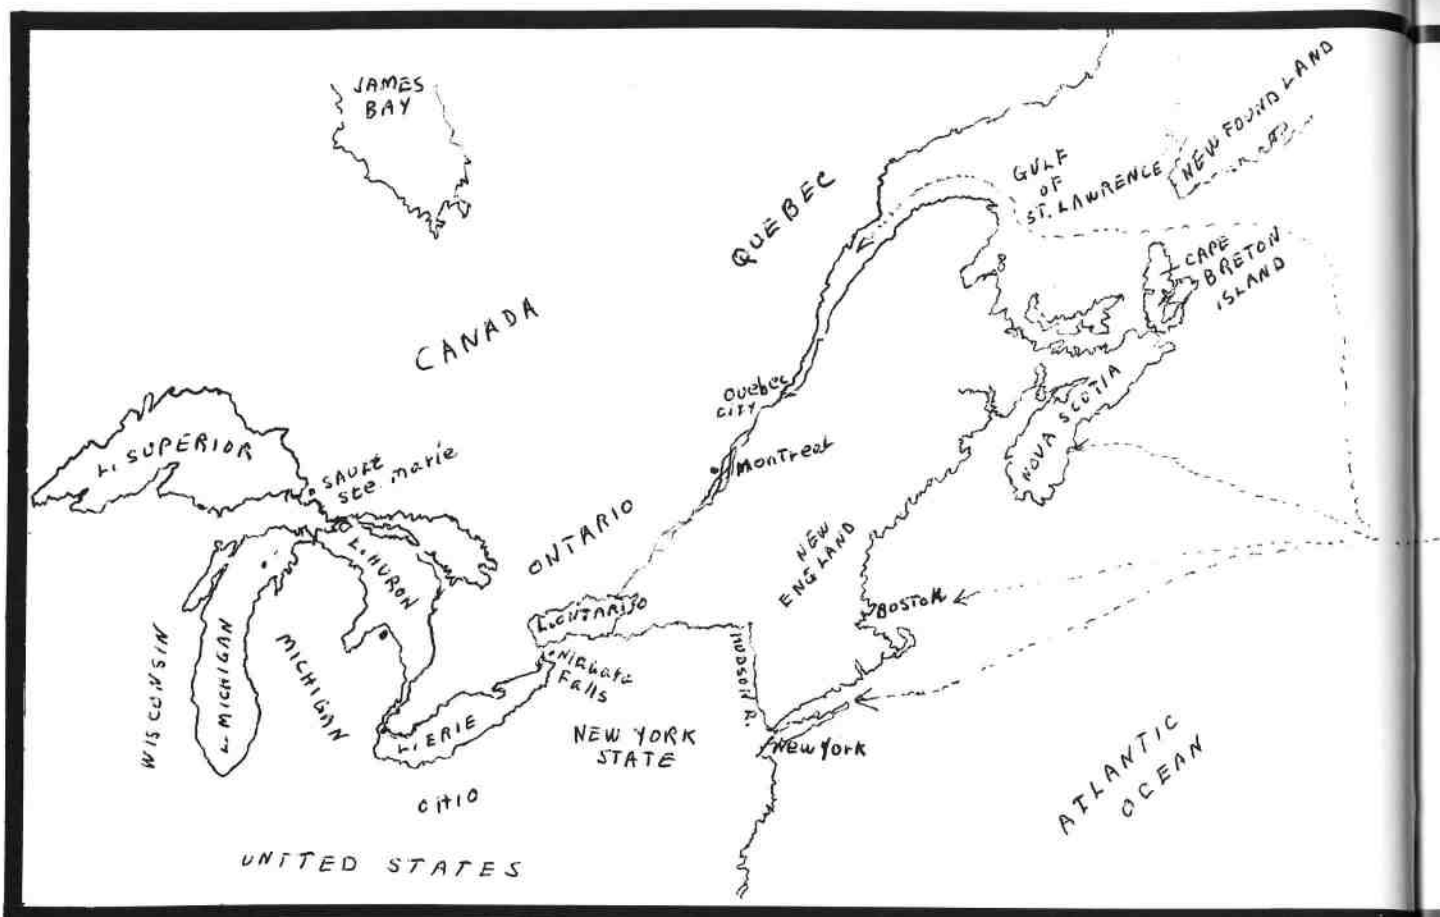 JAMES
BAY
NEW FOUND LAND
GULF
OF
ST. LAWRENCE
QUEBEC
CAPE
BRETON
ISLAND
CANADA
Quebec
CITY
NOVA SCOTIA
L. SUPERIOR
Montreal
SAULT
Ste marie
ONTARIO
NEW
ENGLAND
L. HURON
L. ONTARIO
BOSTON
WISCONSIN
L. MICHIGAN
MICHIGAN
HUDSON R.
Niagara
Falls
L. ERIE
NEW YORK
STATE
New York
ATLANTIC
OCEAN
OHIO
UNITED STATES